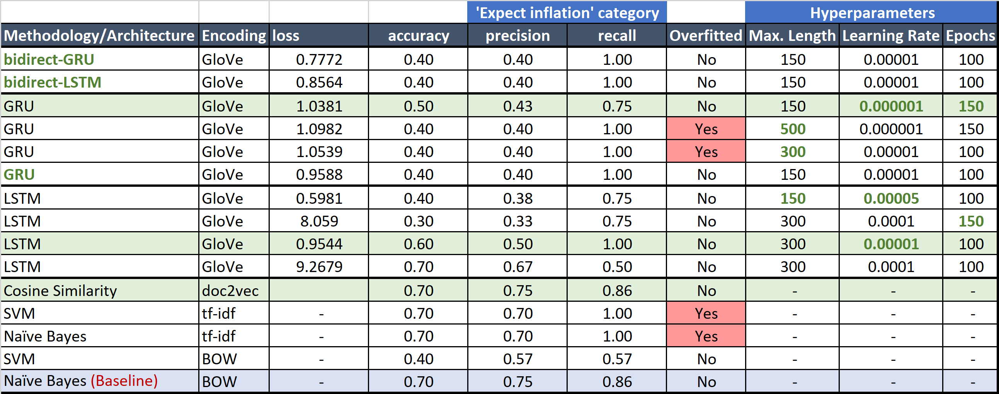 'Expect inflation' category Hyperparameters
Methodology/Architecture Encoding loss accuracy precision recall Overfitted Max. Length Learning Rate Epochs
bidirect-GRU GloVe 0.7772 0.40 0.40 1.00 No 150 0.00001 100
bidirect-LSTM GloVe 0.8564 0.40 0.40 1.00 No 150 0.00001 100
GRU GloVe 1.0381 0.50 0.43 0.75 No 150 0.000001 150
GRU GloVe 1.0982 0.40 0.40 1.00 Yes 500 0.000001 150
GRU GloVe 1.0539 0.40 0.40 1.00 Yes 300 0.00001 100
GRU GloVe 0.9588 0.40 0.40 1.00 No 150 0.00001 100
LSTM GloVe 0.5981 0.40 0.38 0.75 No 150 0.00005 100
LSTM GloVe 8.059 0.30 0.33 0.75 No 300 0.0001 150
LSTM GloVe 0.9544 0.60 0.50 1.00 No 300 0.00001 100
LSTM GloVe 9.2679 0.70 0.67 0.50 No 300 0.0001 100
Cosine Similarity doc2vec 0.70 0.75 0.86 No - - -
SVM tf-idf - 0.70 0.70 1.00 Yes - - -
Naïve Bayes tf-idf - 0.70 0.70 1.00 Yes - - -
SVM BOW - 0.40 0.57 0.57 No - - -
Naïve Bayes (Baseline) BOW - 0.70 0.75 0.86 No - - -